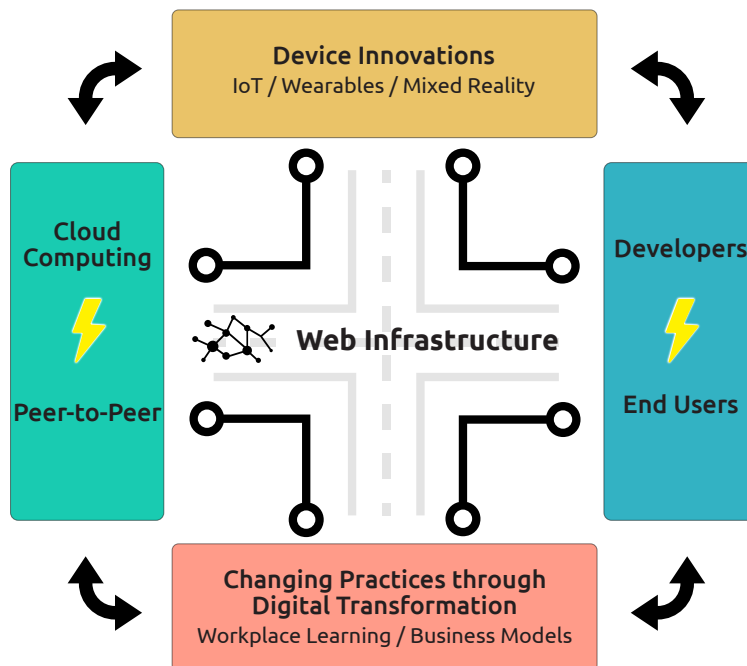 Device Innovations
IoT / Wearables / Mixed Reality
Cloud
Computing
Peer-to-Peer
Web Infrastructure
Developers
End Users
Changing Practices through
Digital Transformation
Workplace Learning / Business Models